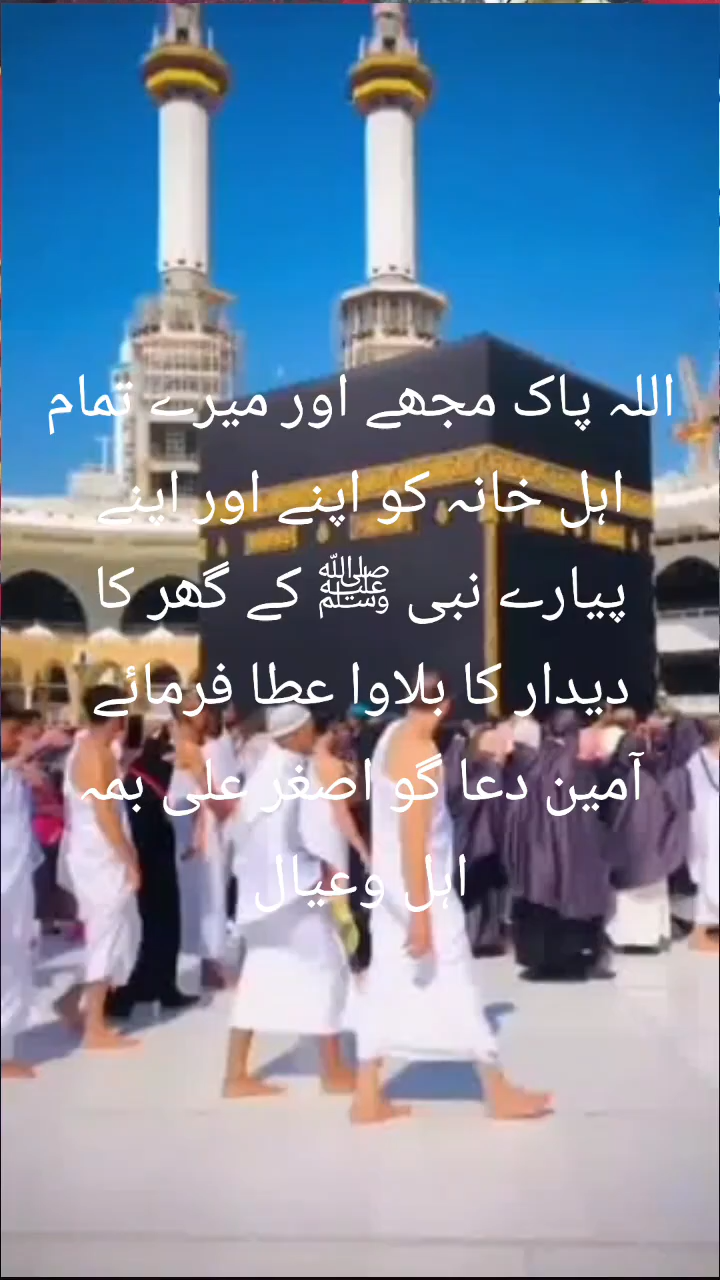 اللہ پاک مجھے اور میرے تمام
اہل خانہ کو اپنے اور اپنے
پیارے نبی ﷺ کے گھر کا
دیدار کا بلاوا عطا فرمائے
آمین دعا گو اصغر علی بمہ
اہل وعیال